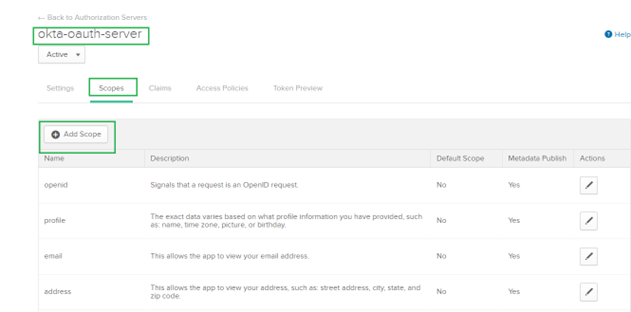 ← Back to Authorization Servers
okta-oauth-server
Help
Active
Settings Scopes Claims Access Policies Token Preview
Add Scope
Name Description Default Scope Metadata Publish Actions
openid Signals that a request is an OpenID request. No Yes
profile The exact data varies based on what profile information you have provided, such No Yes
as: name, time zone, picture, or birthday.
email This allows the app to view your email address. No Yes
address This allows the app to view your address, such as: street address, city, state, and No Yes
zip code.